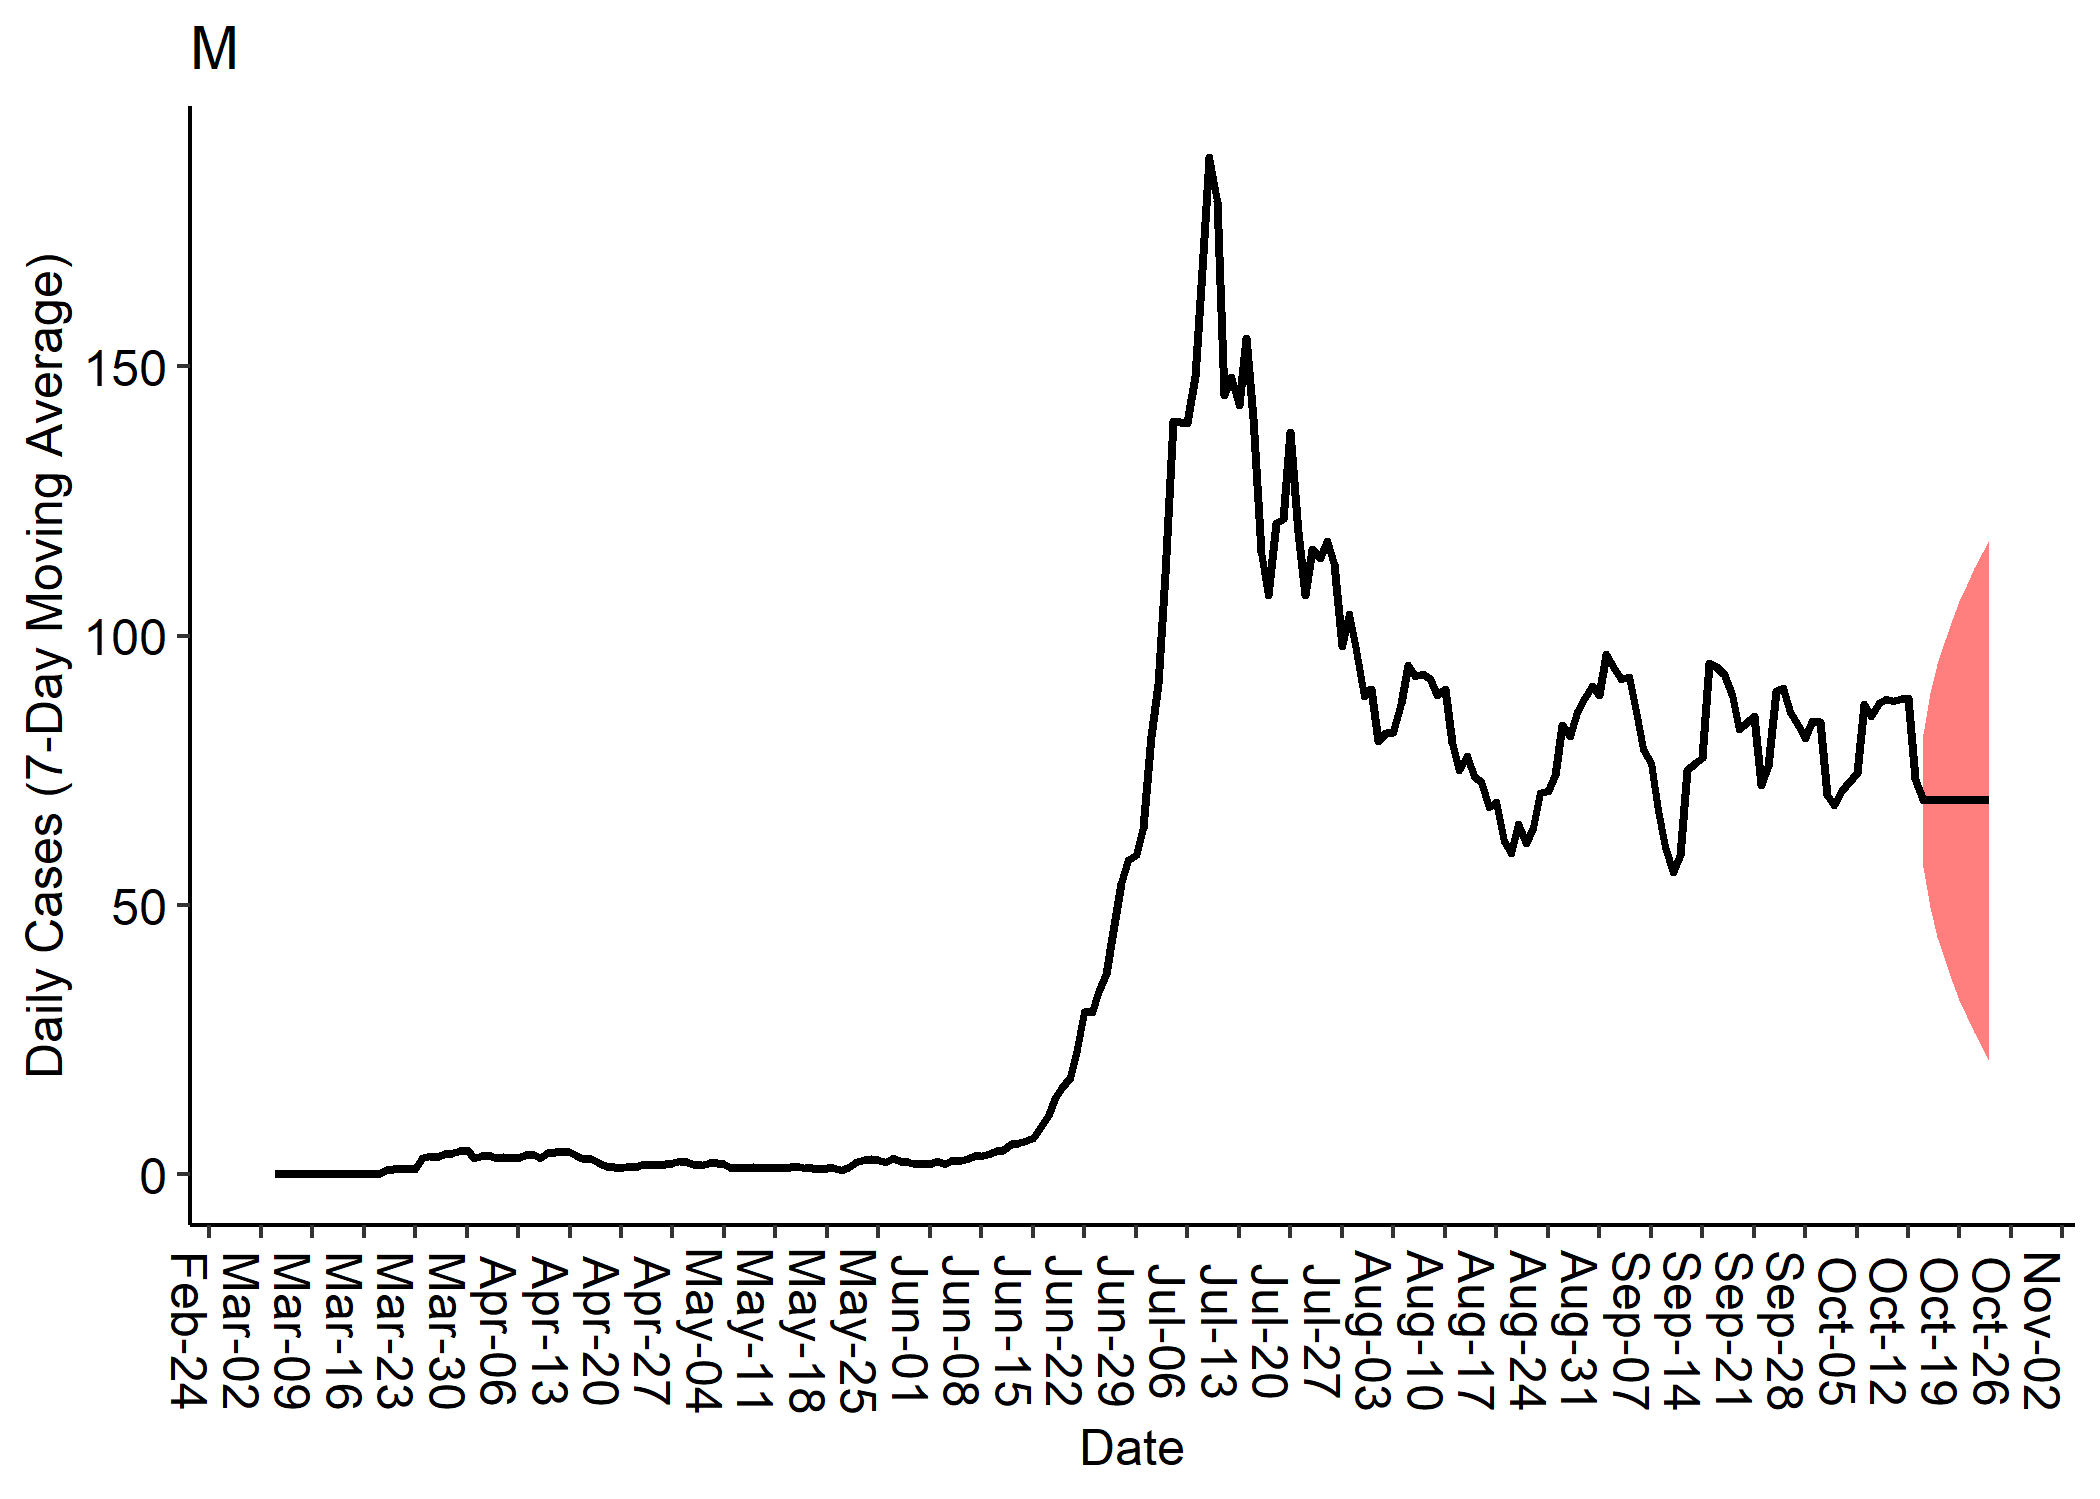 M
Daily Cases (7-Day Moving Average)
150
100
50
0
Feb-24
Mar-02
Mar-09
Mar-16
Mar-23
Mar-30
Apr-06
Apr-13
Apr-20
Apr-27
May-04
May-11
May-18
May-25
Jun-01
Jun-08
Jun-15
Jun-22
Jun-29
Jul-06
Jul-13
Jul-20
Jul-27
Aug-03
Aug-10
Aug-17
Aug-24
Aug-31
Sep-07
Sep-14
Sep-21
Sep-28
Oct-05
Oct-12
Oct-19
Oct-26
Nov-02
Date